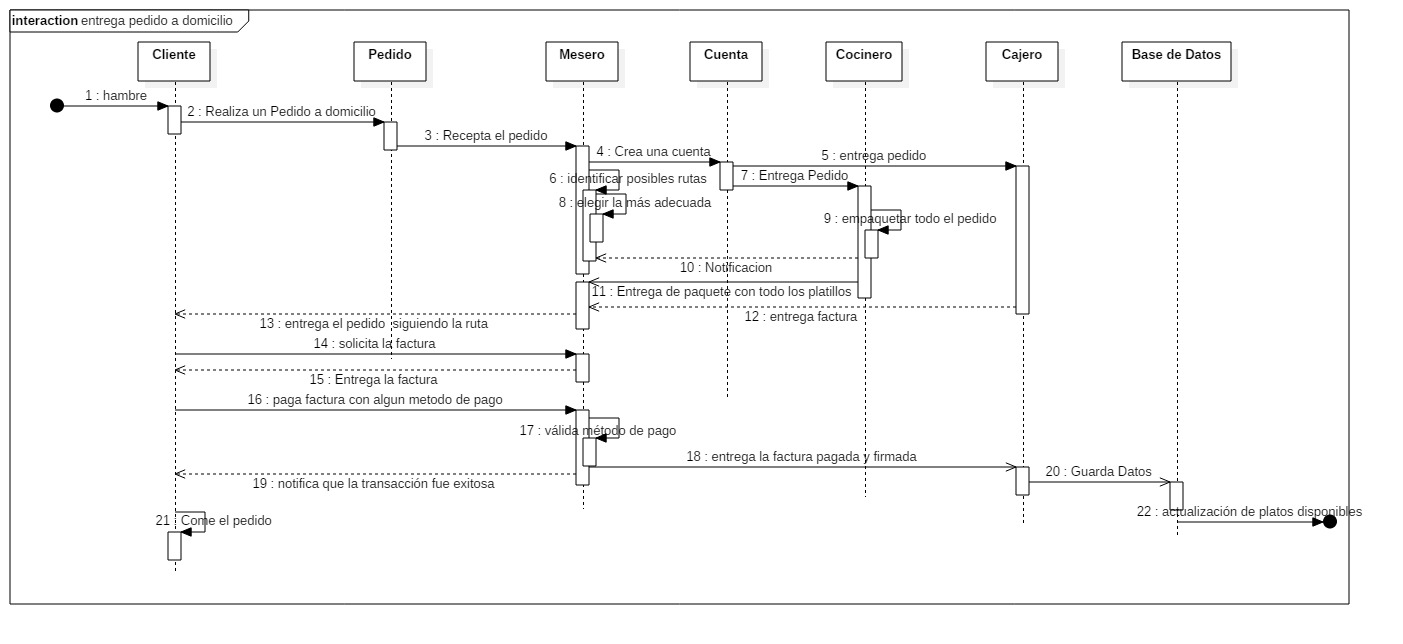 interaction entrega pedido a domicilio
Cliente
Pedido
Mesero
Cuenta
Cocinero
Cajero
Base de Datos
1 : hambre
2 : Realiza un Pedido a domicilio
3 : Recepta el pedido
4 : Crea una cuenta
5 : entrega pedido
6 : identificar posibles rutas
7 : Entrega Pedido
8 : elegir la más adecuada
9 : empaquetar todo el pedido
10 : Notificacion
11 : Entrega de paquete con todo los platillos
12 : entrega factura
13 : entrega el pedido siguiendo la ruta
14 : solicita la factura
15 : Entrega la factura
16 : paga factura con algun metodo de pago
17 : válida método de pago
18 : entrega la factura pagada y firmada
19 : notifica que la transacción fue exitosa
20 : Guarda Datos
21 : Come el pedido
22 : actualización de platos disponibles